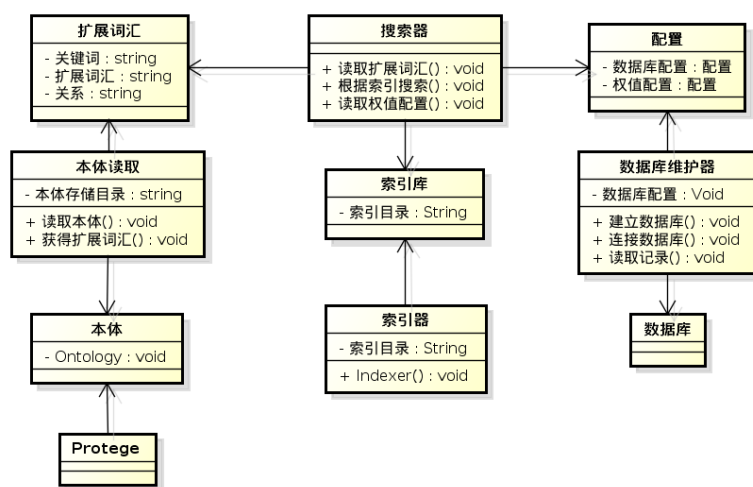 扩展词汇
- 关键词 : string
- 扩展词汇 : string
- 关系 : string
搜索器
+ 读取扩展词汇() : void
+ 根据索引搜索() : void
+ 读取权值配置() : void
配置
- 数据库配置 : 配置
- 权值配置 : 配置
本体读取
- 本体存储目录 : string
+ 读取本体() : void
+ 获得扩展词汇() : void
索引库
- 索引目录 : String
数据库维护器
- 数据库配置 : Void
+ 建立数据库() : void
+ 连接数据库() : void
+ 读取记录() : void
本体
- Ontology : void
索引器
- 索引目录 : String
+ Indexer() : void
数据库
Protege